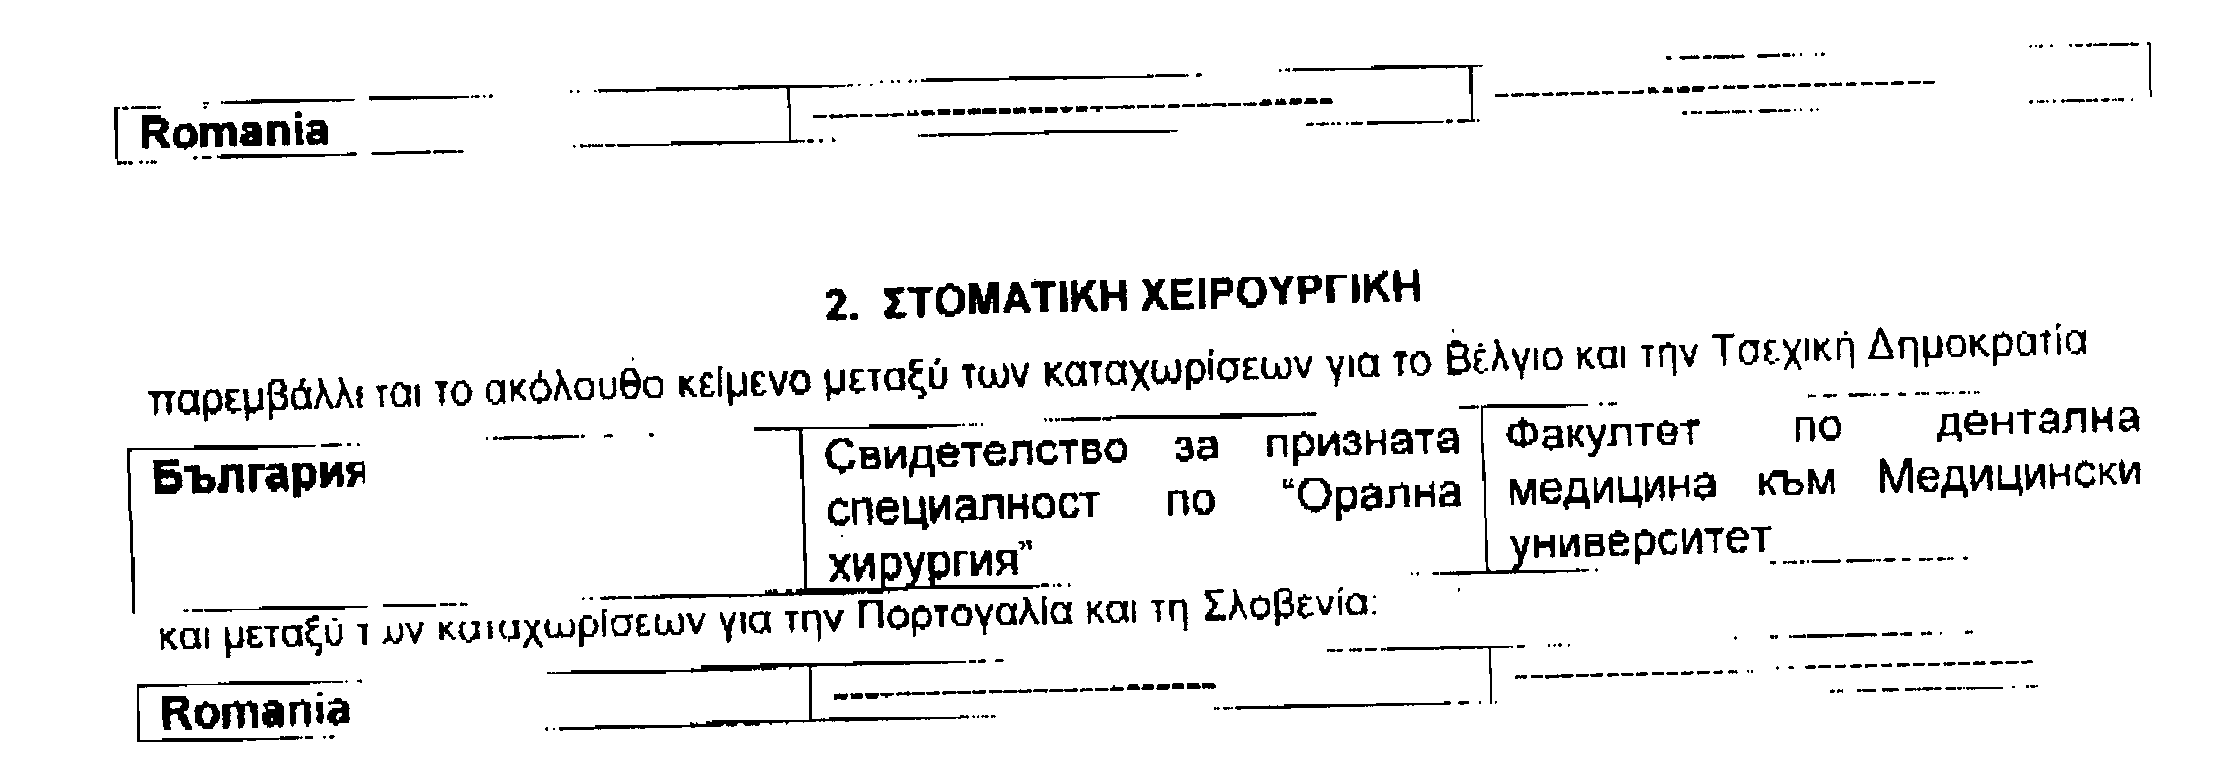 Romania --------------------- ---------------------
2. ΣΤΟΜΑΤΙΚΗ ΧΕΙΡΟΥΡΓΙΚΗ
παρεμβάλλεται το ακόλουθο κείμενο μεταξύ των καταχωρίσεων για το Βέλγιο και την Τσεχική Δημοκρατία
България
Свидетелство за призната
специалност по “Орална
хирургия”
Факултет по дентална
медицина към Медицински
университет
και μεταξύ των καταχωρίσεων για την Πορτογαλία και τη Σλοβενία:
Romania --------------------- ---------------------